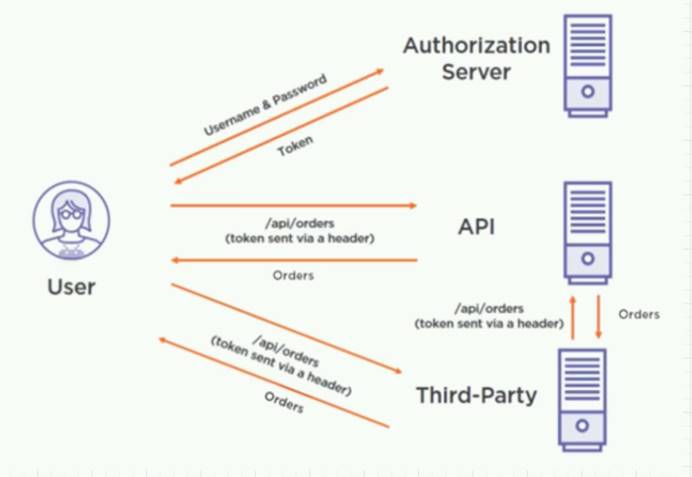 Authorization
Server
Username & Password
Token
/api/orders
(token sent via a header)
API
Orders
User
/api/orders
(token sent via a header)
Orders
/api/orders
(token sent via a header)
Third-Party
Orders